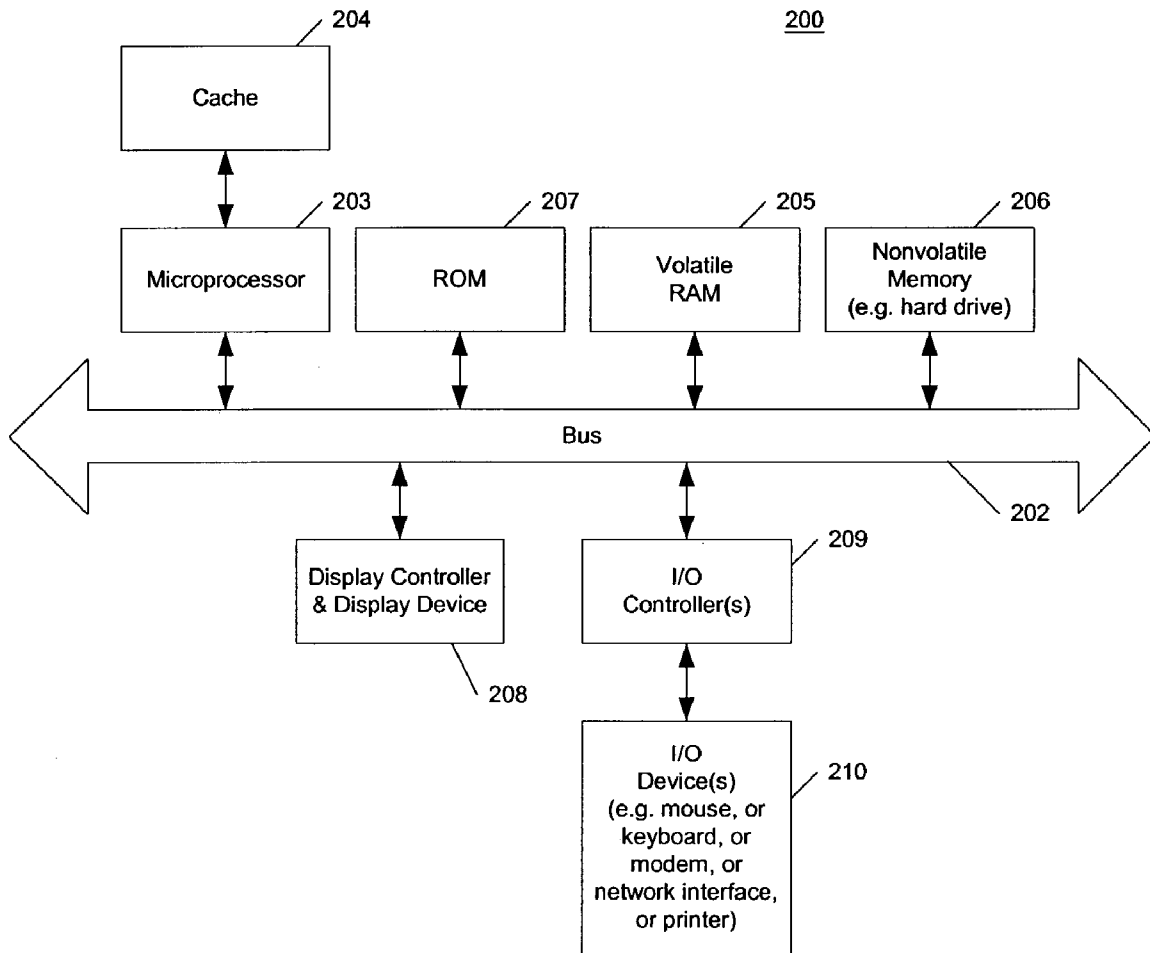 204
200
Cache
203
207
205
206
Microprocessor
ROM
Volatile
RAM
Nonvolatile
Memory
(e.g. hard drive)
Bus
202
209
Display Controller
& Display Device
I/O
Controller(s)
208
I/O
Device(s)
(e.g. mouse, or
keyboard, or
modem, or
network interface,
or printer)
210